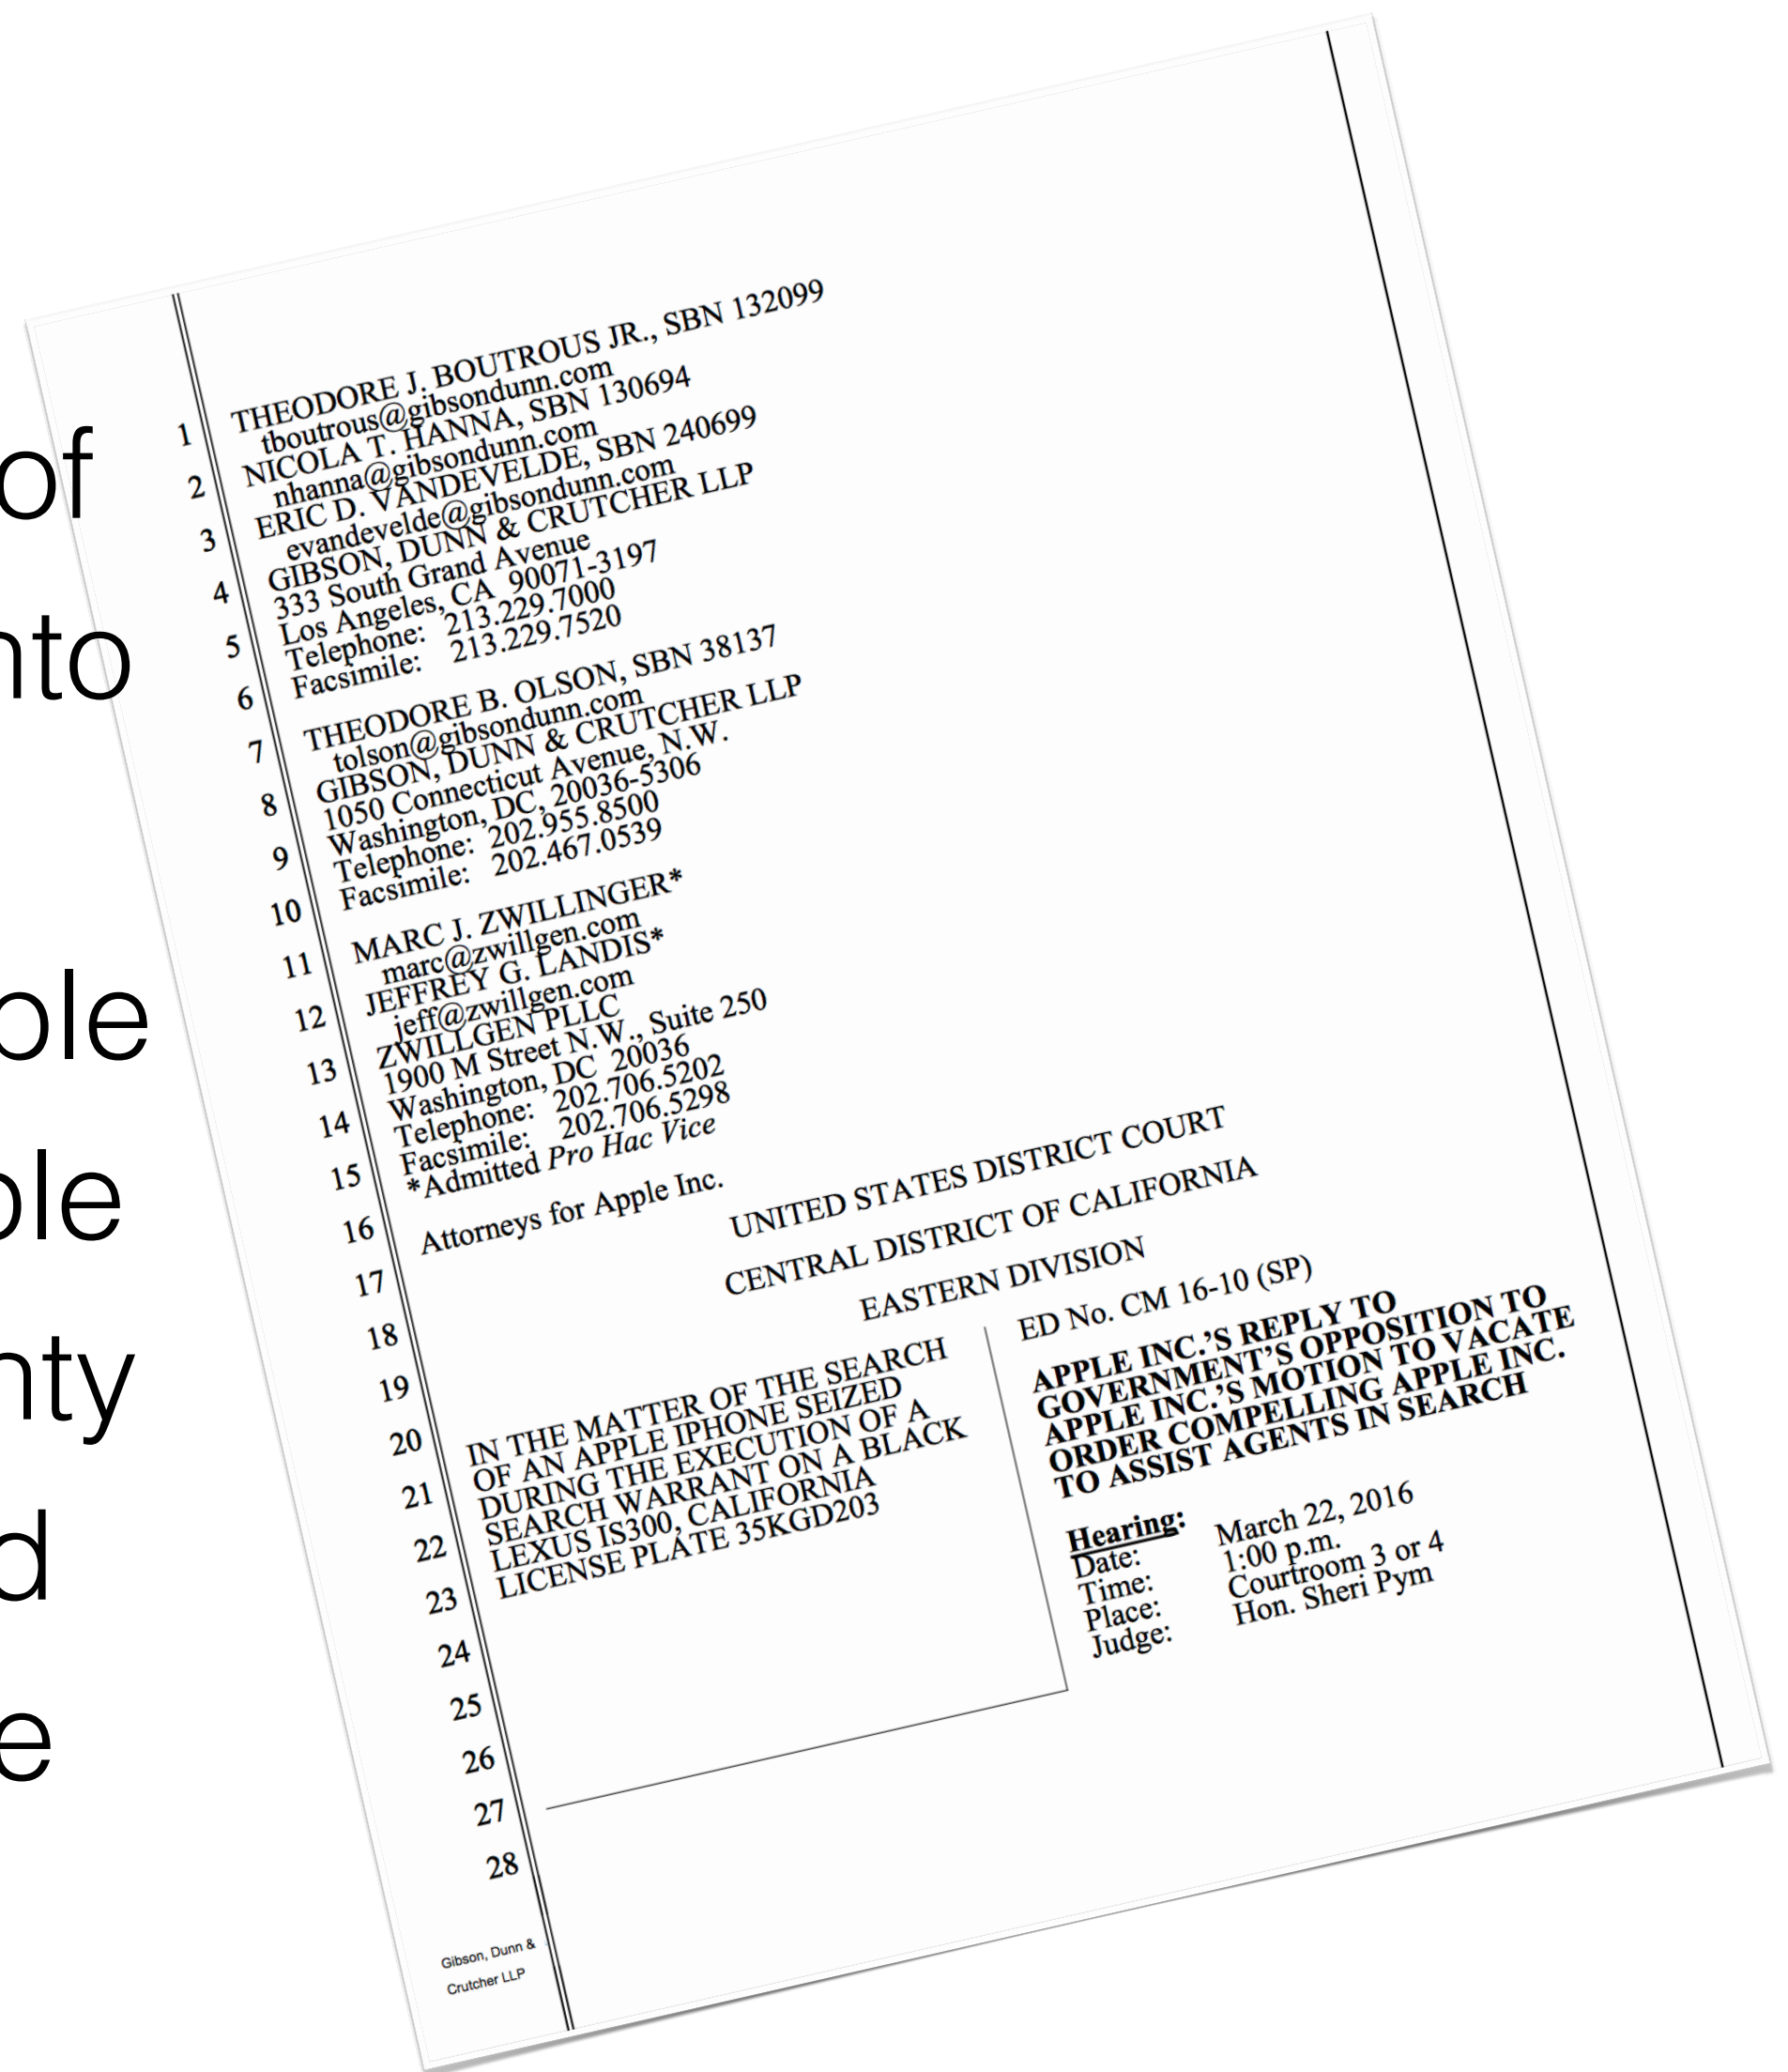 of
THEODORE J. BOUTROUS JR., SBN 132099
tboutrous@gibsondunn.com
NICOLA T. HANNA, SBN 130694
nhanna@gibsondunn.com
ERIC D. VANDEVELDE, SBN 240699
evandevelde@gibsondunn.com
GIBSON, DUNN & CRUTCHER LLP
333 South Grand Avenue
Los Angeles, CA 90071-3197
Telephone: 213.229.7000
Facsimile: 213.229.7520
THEODORE B. OLSON, SBN 38137
tolson@gibsondunn.com
GIBSON, DUNN & CRUTCHER LLP
1050 Connecticut Avenue, N.W.
Washington, DC, 20036-5306
Telephone: 202.955.8500
Facsimile: 202.467.0539
MARC J. ZWILLINGER*
marc@zwillgen.com
JEFFREY G. LANDIS*
jeff@zwillgen.com
ZWILLGEN PLLC
1900 M Street N.W., Suite 250
Washington, DC 20036
Telephone: 202.706.5202
Facsimile: 202.706.5298
*Admitted Pro Hac Vice
Attorneys for Apple Inc.
UNITED STATES DISTRICT COURT
CENTRAL DISTRICT OF CALIFORNIA
EASTERN DIVISION
IN THE MATTER OF THE SEARCH
OF AN APPLE IPHONE SEIZED
DURING THE EXECUTION OF A
SEARCH WARRANT ON A BLACK
LEXUS IS300, CALIFORNIA
LICENSE PLATE 35KGD203
ED No. CM 16-10 (SP)
APPLE INC.'S REPLY TO
GOVERNMENT'S OPPOSITION TO
APPLE INC.'S MOTION TO VACATE
ORDER COMPELLING APPLE INC.
TO ASSIST AGENTS IN SEARCH
Hearing:
Date: March 22, 2016
Time: 1:00 p.m.
Place: Courtroom 3 or 4
Judge: Hon. Sheri Pym
1
2
3
4
5
6
7
8
9
10
11
12
13
14
15
16
17
18
19
20
21
22
23
24
25
26
27
28
Gibson, Dunn &
Crutcher LLP